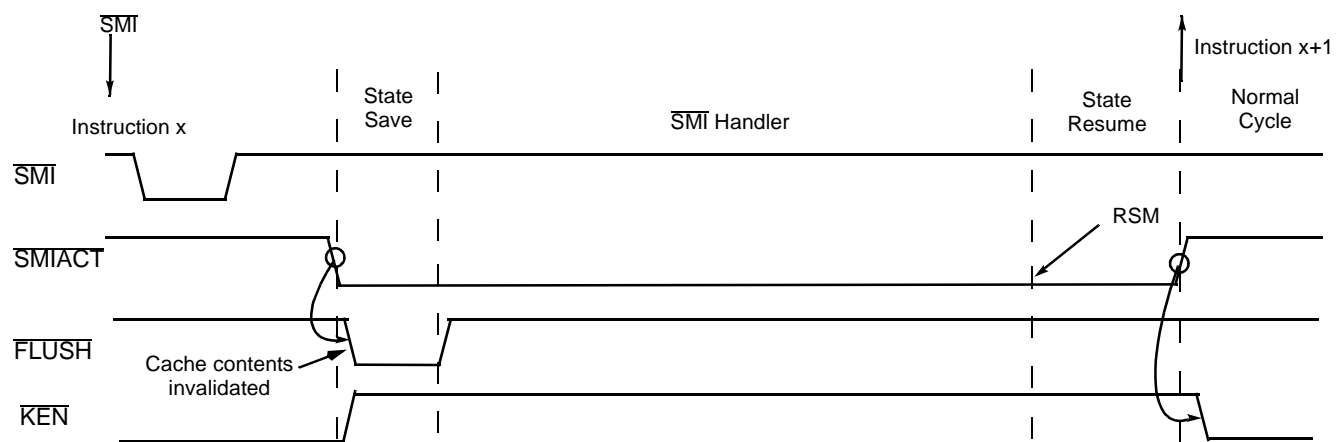 SMI
Instruction x+1
State
Save
SMI Handler
State
Resume
Normal
Cycle
Instruction x
SMI
RSM
SMIACT
FLUSH
Cache contents
invalidated
KEN